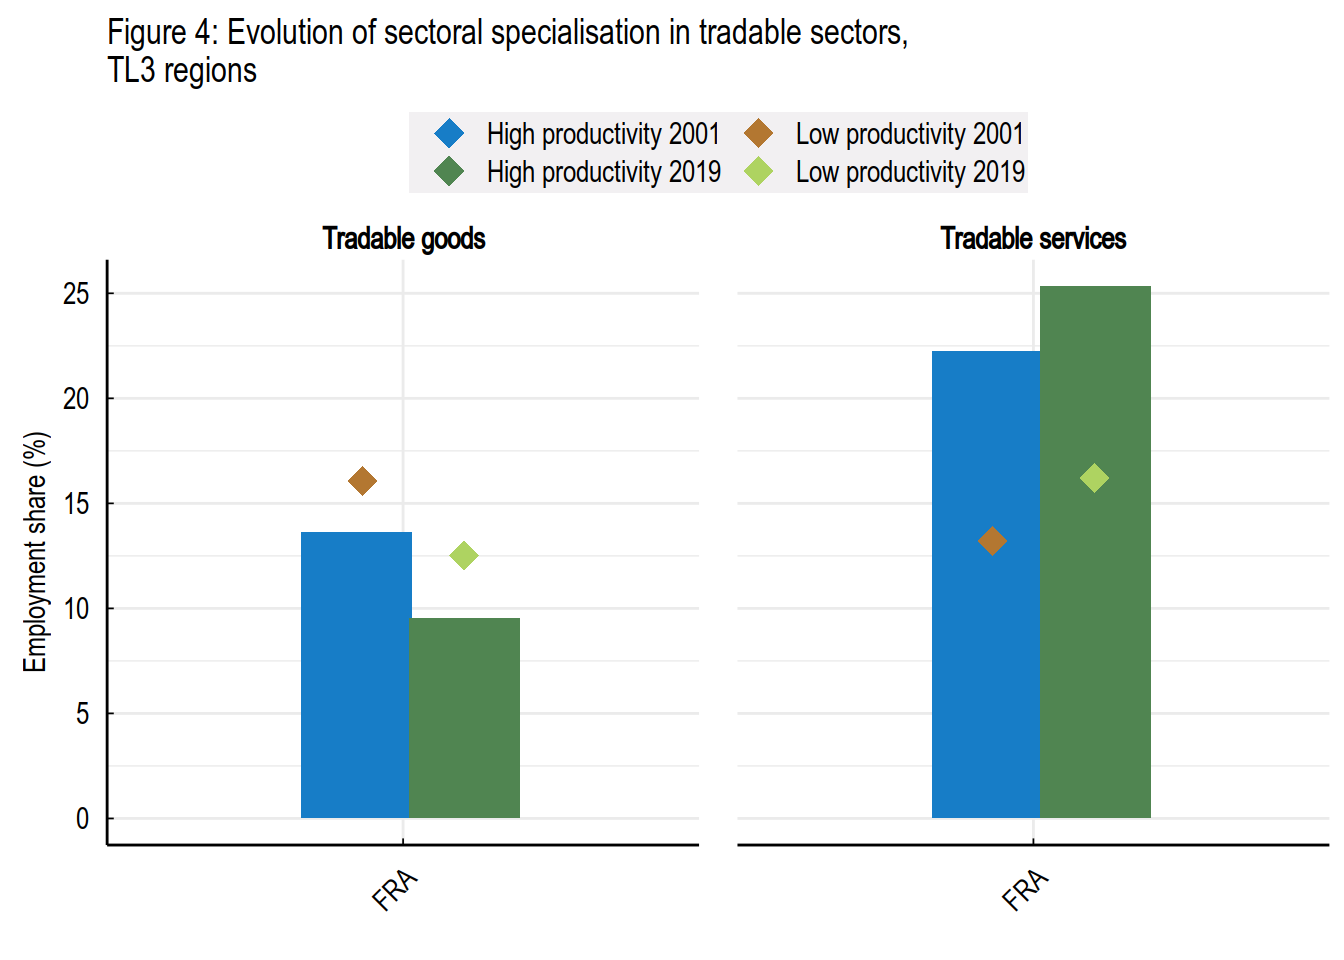 Figure 4: Evolution of sectoral specialisation in tradable sectors,
TL3 regions
High productivity 2001
Low productivity 2001
High productivity 2019
Low productivity 2019
Tradable goods
Tradable services
Employment share (%)
25
20
15
10
5
0
FRA
FRA